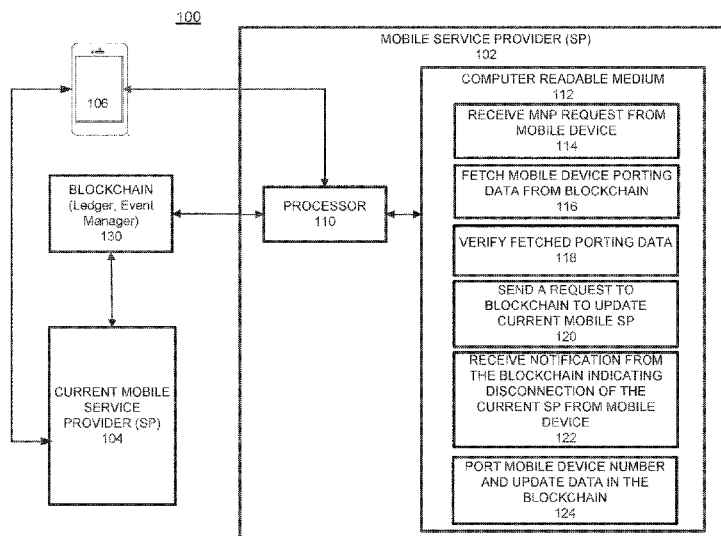 100
MOBILE SERVICE PROVIDER (SP)
102
106
COMPUTER READABLE MEDIUM
112
RECEIVE MNP REQUEST FROM
MOBILE DEVICE
114
BLOCKCHAIN
(Ledger, Event
Manager)
130
PROCESSOR
110
FETCH MOBILE DEVICE PORTING
DATA FROM BLOCKCHAIN
116
VERIFY FETCHED PORTING DATA
118
SEND A REQUEST TO
BLOCKCHAIN TO UPDATE
CURRENT MOBILE SP
120
CURRENT MOBILE
SERVICE
PROVIDER (SP)
104
RECEIVE NOTIFICATION FROM
THE BLOCKCHAIN INDICATING
DISCONNECTION OF THE
CURRENT SP FROM MOBILE
DEVICE
122
PORT MOBILE DEVICE NUMBER
AND UPDATE DATA IN THE
BLOCKCHAIN
124